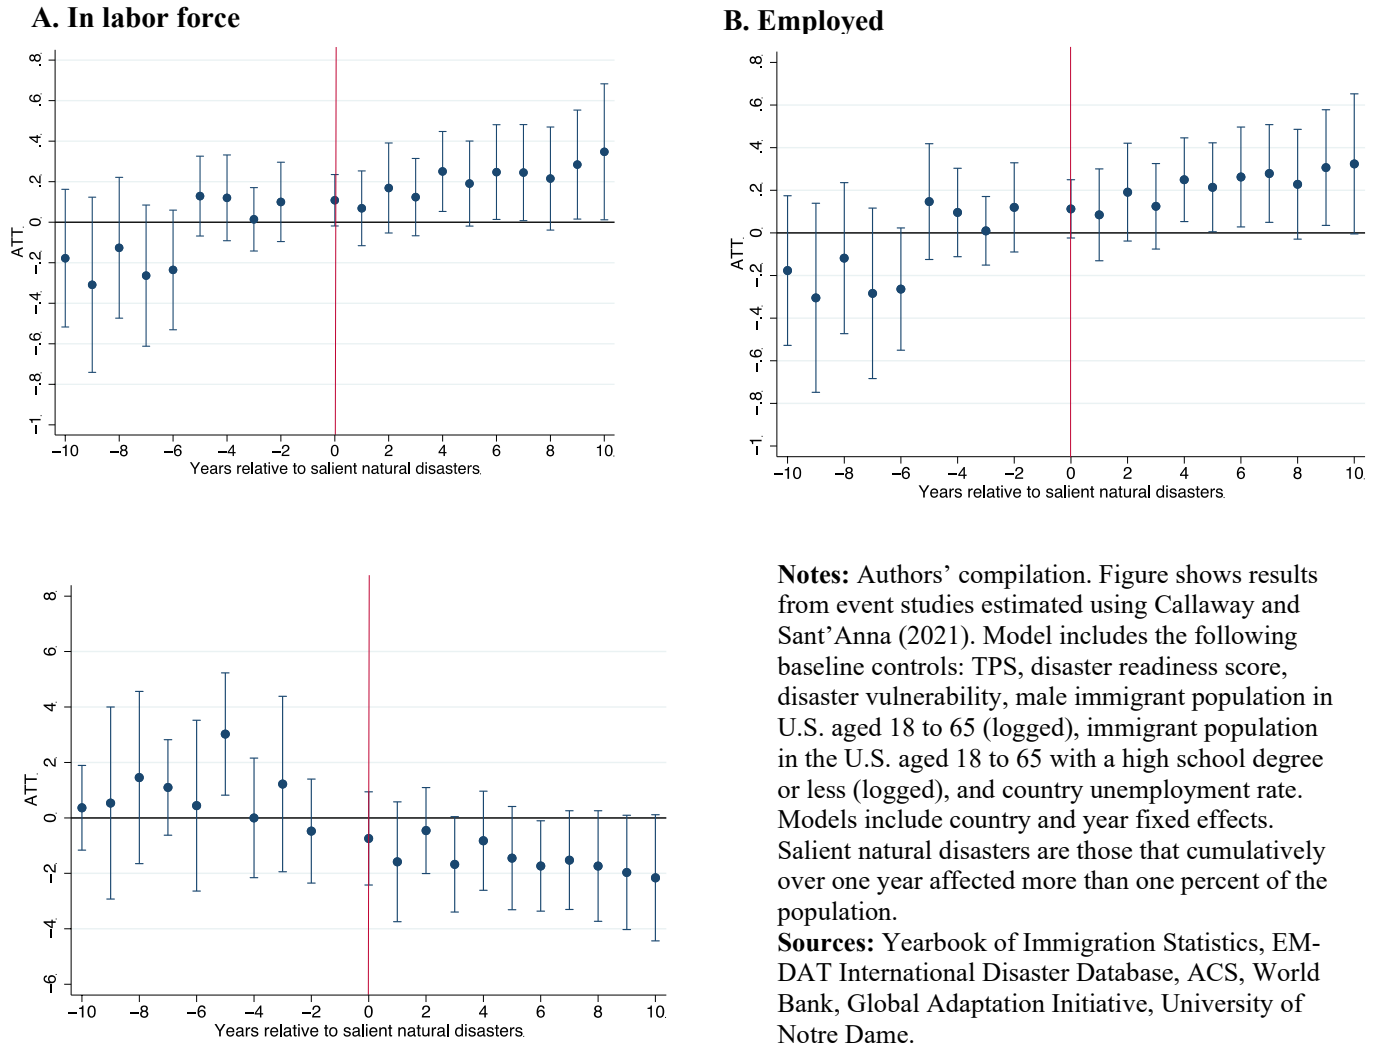 A. In labor force
.8
.6
.4
.2
0
-.2
-.4
-.6
-.8
-1
ATT
-10 -8 -6 -4 -2 0 2 4 6 8 10
Years relative to salient natural disasters
B. Employed
.8
.6
.4
.2
0
-.2
-.4
-.6
-.8
-1
ATT
-10 -8 -6 -4 -2 0 2 4 6 8 10
Years relative to salient natural disasters
8
6
4
2
0
-2
-4
-6
ATT
-10 -8 -6 -4 -2 0 2 4 6 8 10
Years relative to salient natural disasters
Notes: Authors’ compilation. Figure shows results
from event studies estimated using Callaway and
Sant’Anna (2021). Model includes the following
baseline controls: TPS, disaster readiness score,
disaster vulnerability, male immigrant population in
U.S. aged 18 to 65 (logged), immigrant population
in the U.S. aged 18 to 65 with a high school degree
or less (logged), and country unemployment rate.
Models include country and year fixed effects.
Salient natural disasters are those that cumulatively
over one year affected more than one percent of the
population.
Sources: Yearbook of Immigration Statistics, EM-
DAT International Disaster Database, ACS, World
Bank, Global Adaptation Initiative, University of
Notre Dame.